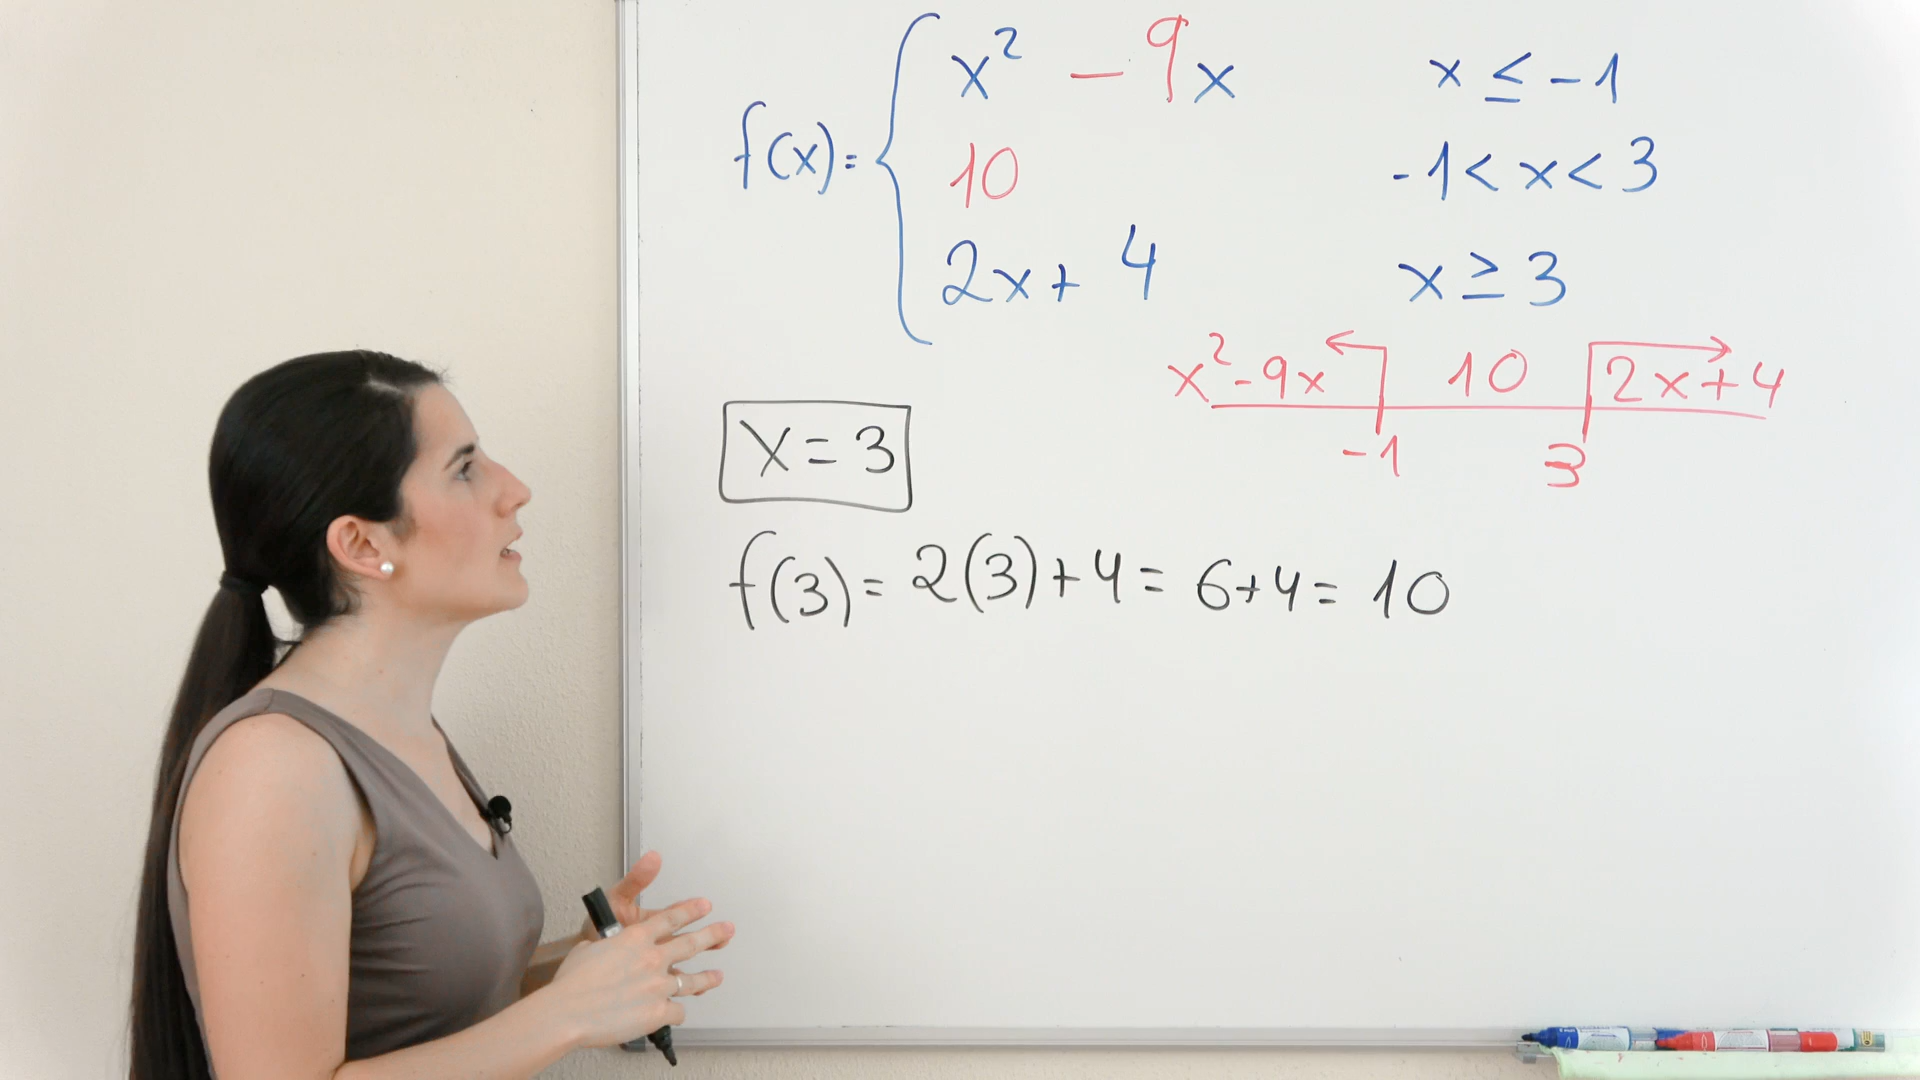 f(x)= { x² - 9x x ≤ -1
10 -1 < x < 3
2x + 4 x ≥ 3
x² - 9x 10 2x + 4
-1 3
x = 3
f(3) = 2(3) + 4 = 6 + 4 = 10